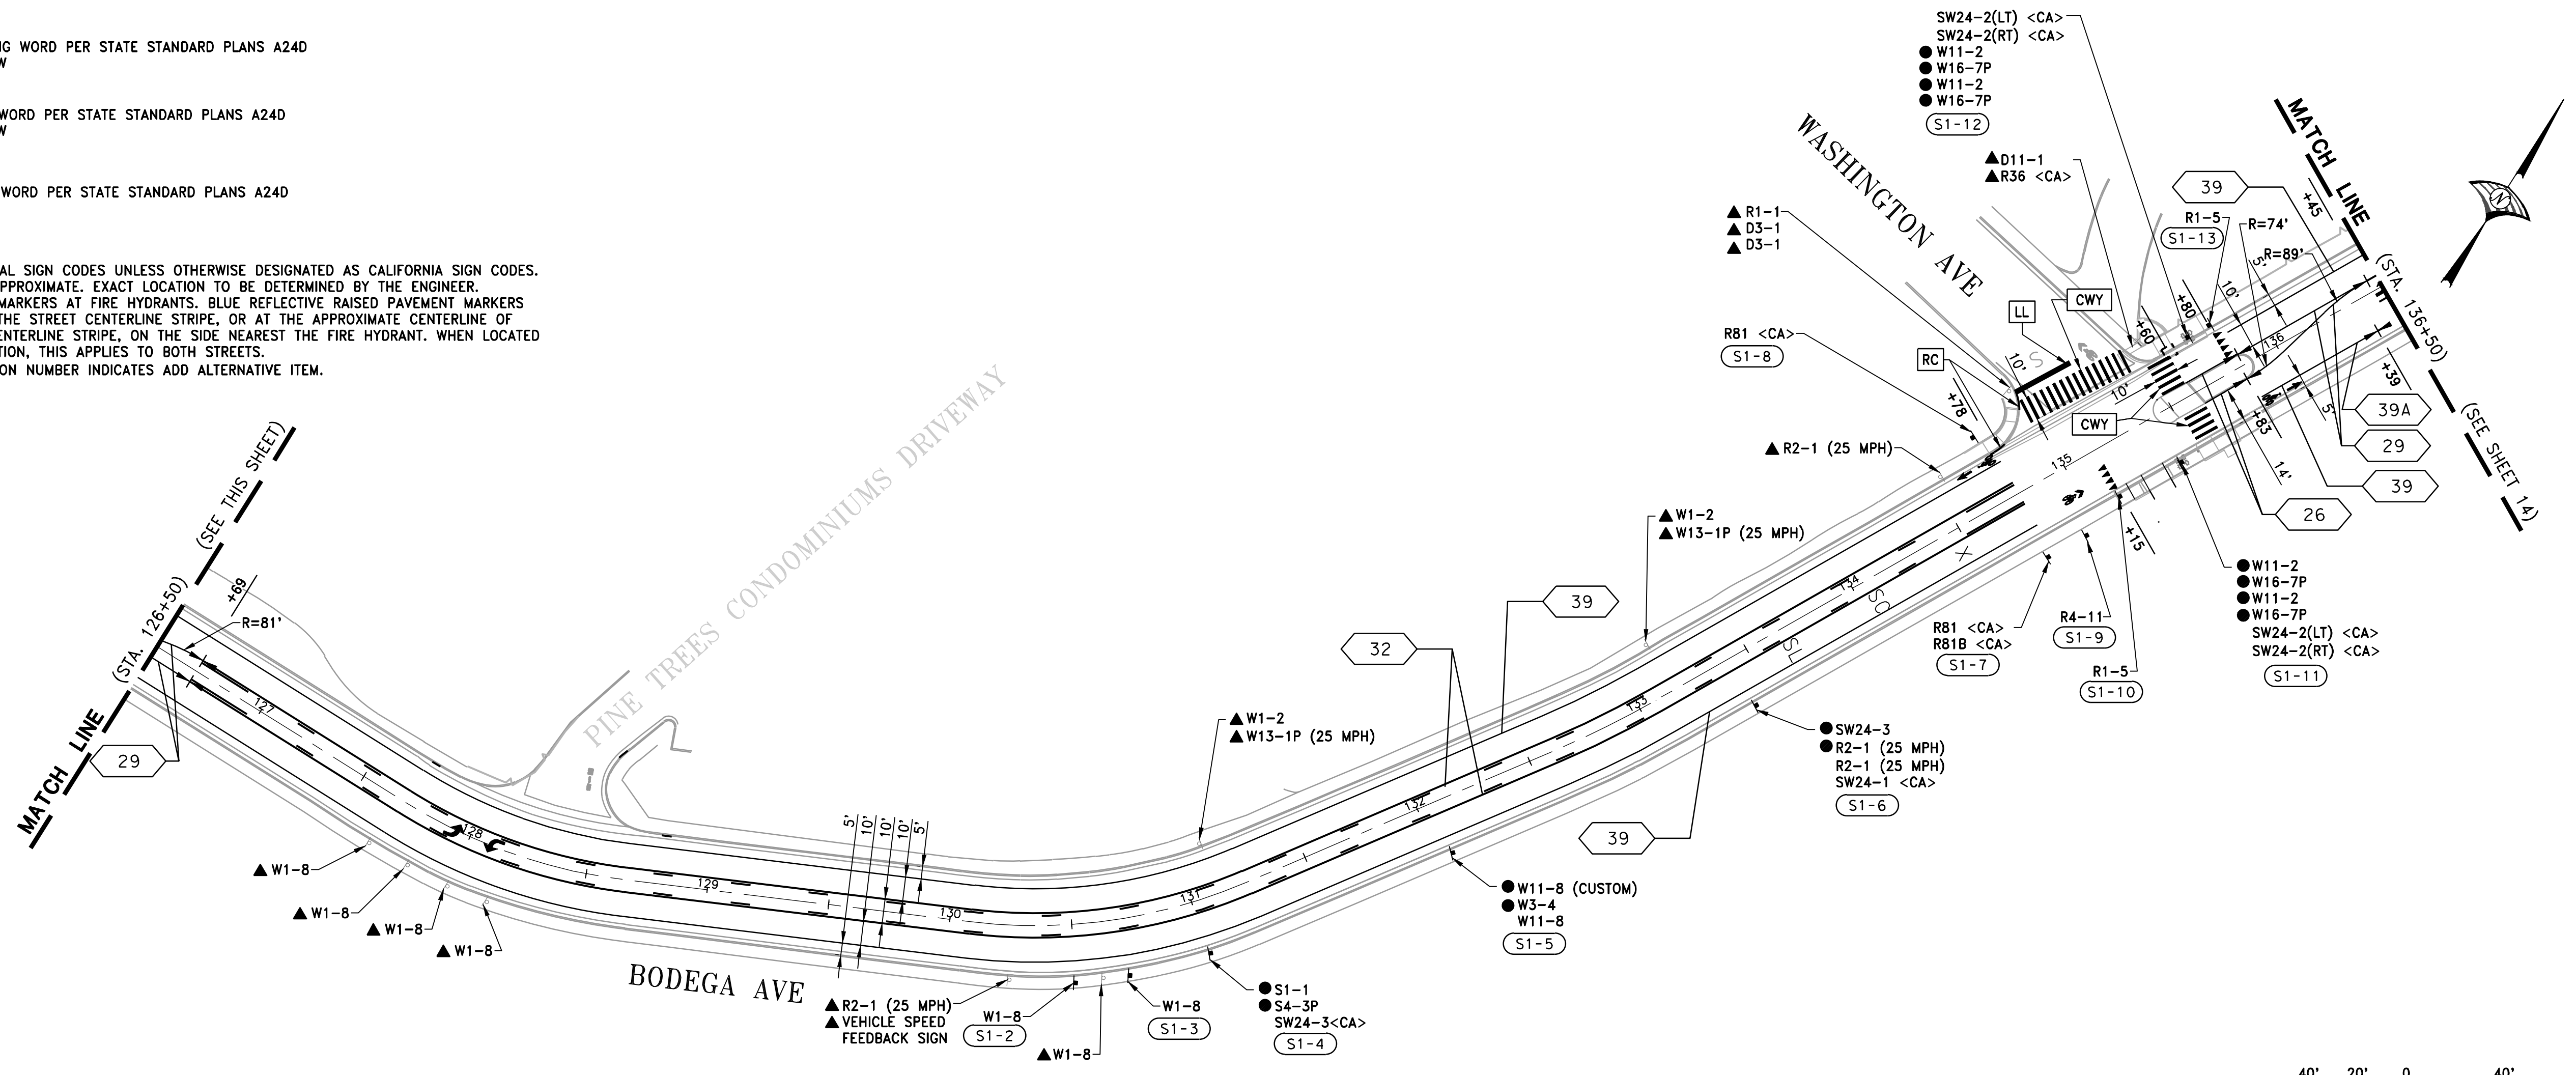 G WORD PER STATE STANDARD PLANS A24D
W
WORD PER STATE STANDARD PLANS A24D
W
WORD PER STATE STANDARD PLANS A24D
AL SIGN CODES UNLESS OTHERWISE DESIGNATED AS CALIFORNIA SIGN CODES.
PPROXIMATE. EXACT LOCATION TO BE DETERMINED BY THE ENGINEER.
MARKERS AT FIRE HYDRANTS. BLUE REFLECTIVE RAISED PAVEMENT MARKERS
THE STREET CENTERLINE STRIPE, OR AT THE APPROXIMATE CENTERLINE OF
ENTERLINE STRIPE, ON THE SIDE NEAREST THE FIRE HYDRANT. WHEN LOCATED
TION, THIS APPLIES TO BOTH STREETS.
ON NUMBER INDICATES ADD ALTERNATIVE ITEM.
(SEE THIS SHEET)
(STA. 126+50)
MATCH LINE
+69
R=81'
29
127
128
129
130
131
132
133
134
135
136
PINE TREES CONDOMINIUMS DRIVEWAY
BODEGA AVE
▲ W1-8
▲ W1-8
▲ W1-8
▲ W1-8
5'
10'
10'
10'
5'
▲ R2-1 (25 MPH)
▲ VEHICLE SPEED
FEEDBACK SIGN
W1-8
S1-2
▲ W1-8
W1-8
S1-3
● S1-1
● S4-3P
SW24-3<CA>
S1-4
▲ W1-2
▲ W13-1P (25 MPH)
● W11-8 (CUSTOM)
● W3-4
W11-8
S1-5
32
39
39
▲ W1-2
▲ W13-1P (25 MPH)
● SW24-3
● R2-1 (25 MPH)
R2-1 (25 MPH)
SW24-1 <CA>
S1-6
SL
SC
X
▲ R2-1 (25 MPH)
R81 <CA>
S1-8
▲ R1-1
▲ D3-1
▲ D3-1
RC
LL
CWY
CWY
S
+78
10'
10'
+60
+80
WASHINGTON AVE
SW24-2(LT) <CA>
SW24-2(RT) <CA>
● W11-2
● W16-7P
● W11-2
● W16-7P
S1-12
▲ D11-1
▲ R36 <CA>
39
R1-5
S1-13
R=74'
R=89'
5'
10'
+45
MATCH LINE
(STA. 136+50)
(SEE SHEET 14)
N
+39
39A
29
39
26
5'
+83
14'
+15
R81 <CA>
R81B <CA>
S1-7
R4-11
S1-9
R1-5
S1-10
● W11-2
● W16-7P
● W11-2
● W16-7P
SW24-2(LT) <CA>
SW24-2(RT) <CA>
S1-11
40' 20' 0 40'